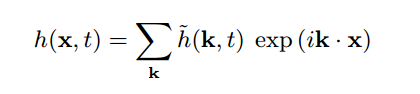 h(𝐱, t) = ∑_𝐤 h̃(𝐤, t) exp (i𝐤 · 𝐱)